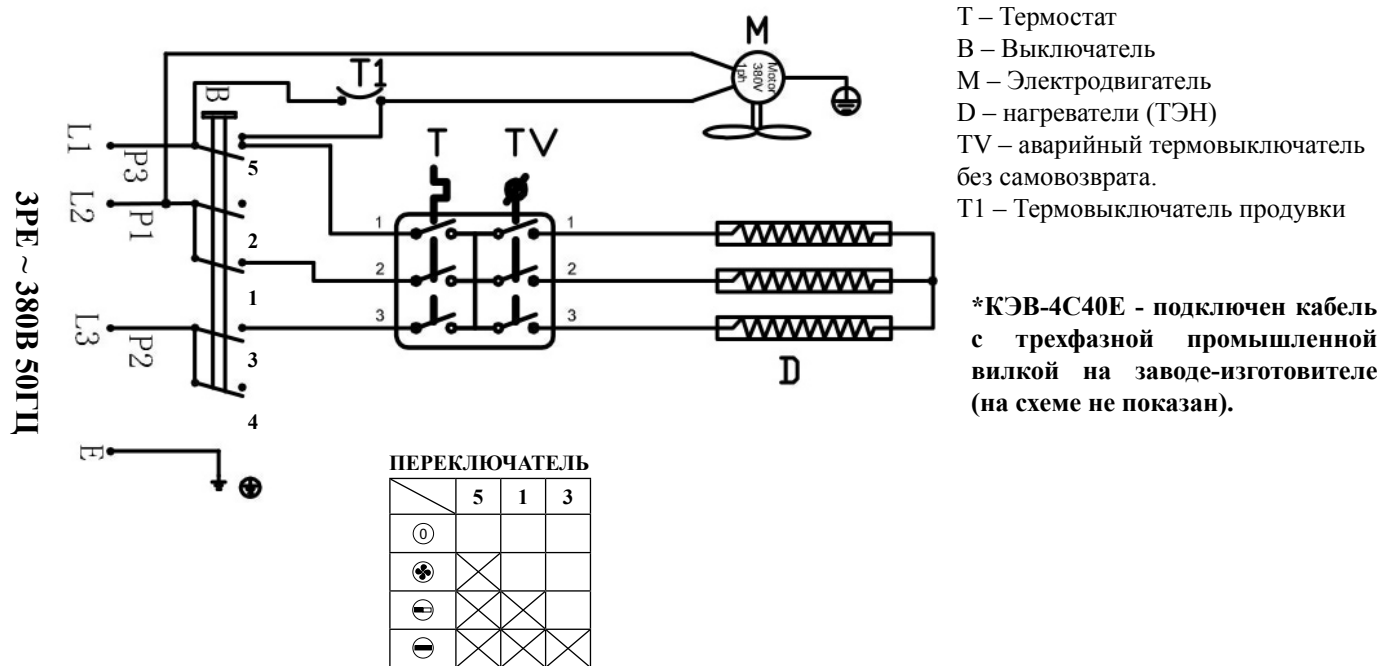 M
T1
Motor
380V
1ph
B
L1
P3
5
T
TV
L2
P1
2
1
1
1
2
2
L3
P2
3
3
3
4
D
E
3PE ~ 380В 50ГЦ
Т – Термостат
В – Выключатель
М – Электродвигатель
D – нагреватели (ТЭН)
TV – аварийный термовыключатель
без самовозврата.
Т1 – Термовыключатель продувки
*КЭВ-4С40Е - подключен кабель
с трехфазной промышленной
вилкой на заводе-изготовителе
(на схеме не показан).
ПЕРЕКЛЮЧАТЕЛЬ
5 1 3
0